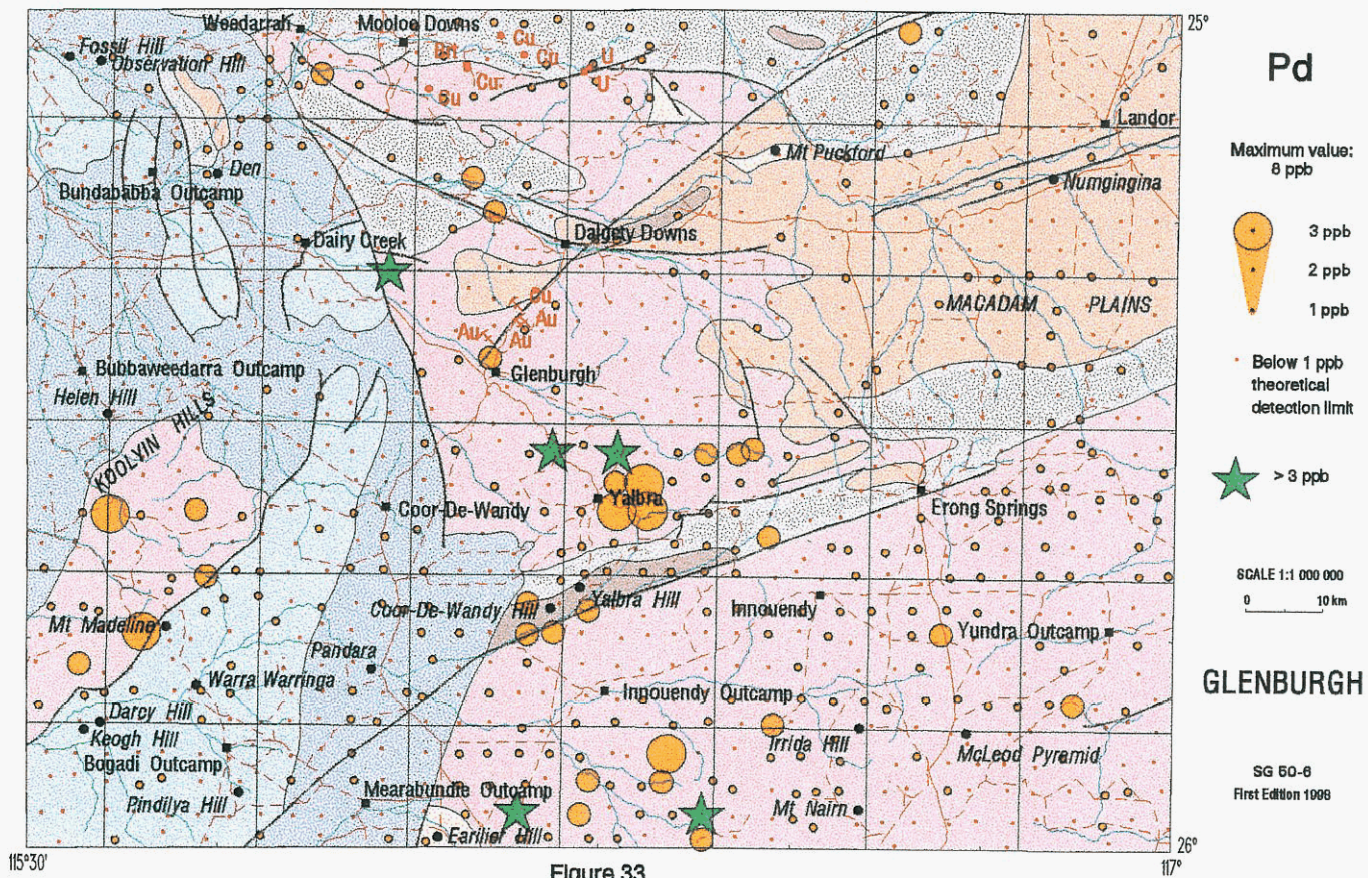 Weedarrah
Mooloo Downs
25°
Fossil Hill
Observation Hill
Cu
Cu
U
U
Cu
Cu
Landor
Mt Puckford
Den
Bundababba Outcamp
Numgingina
Dairy Creek
Dalgety Downs
MACADAM PLAINS
Cu
Au
Au
Au
Bubbaweedarra Outcamp
Glenburgh
Helen Hill
KOOLYIN HILLS
Yalbra
Coor-De-Wandy
Erong Springs
Coor-De-Wandy Hill
Yalbra Hill
Innouendy
Mt Madeline
Yundra Outcamp
Pandara
Warra Warringa
Innouendy Outcamp
Darcy Hill
Keogh Hill
Irrida Hill
McLeod Pyramid
Bogadi Outcamp
Pindilya Hill
Mearabundie Outcamp
Mt Nairn
Earilier Hill
115°30'
26°
117°
Figure 33
Pd
Maximum value:
8 ppb
3 ppb
2 ppb
1 ppb
Below 1 ppb
theoretical
detection limit
> 3 ppb
SCALE 1:1 000 000
0 10 km
GLENBURGH
SG 50-6
First Edition 1998